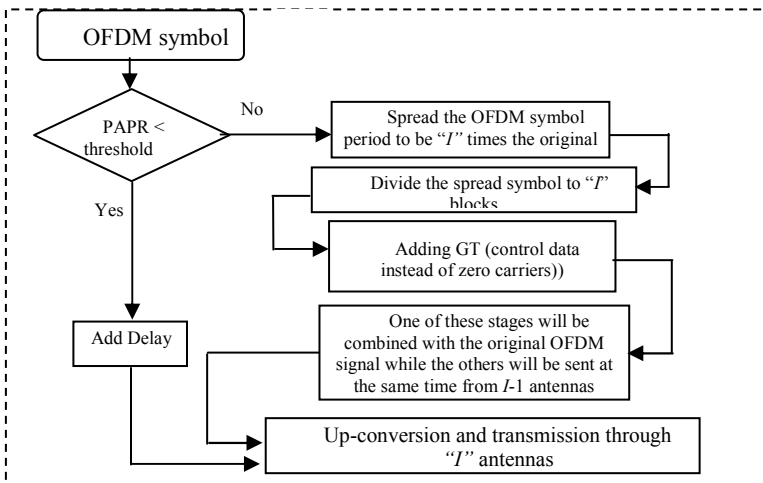 OFDM symbol
PAPR <
threshold
No
Yes
Spread the OFDM symbol
period to be “I” times the original
Divide the spread symbol to “I”
blocks
Adding GT (control data
instead of zero carriers))
One of these stages will be
combined with the original OFDM
signal while the others will be sent at
the same time from I-1 antennas
Add Delay
Up-conversion and transmission through
“I” antennas